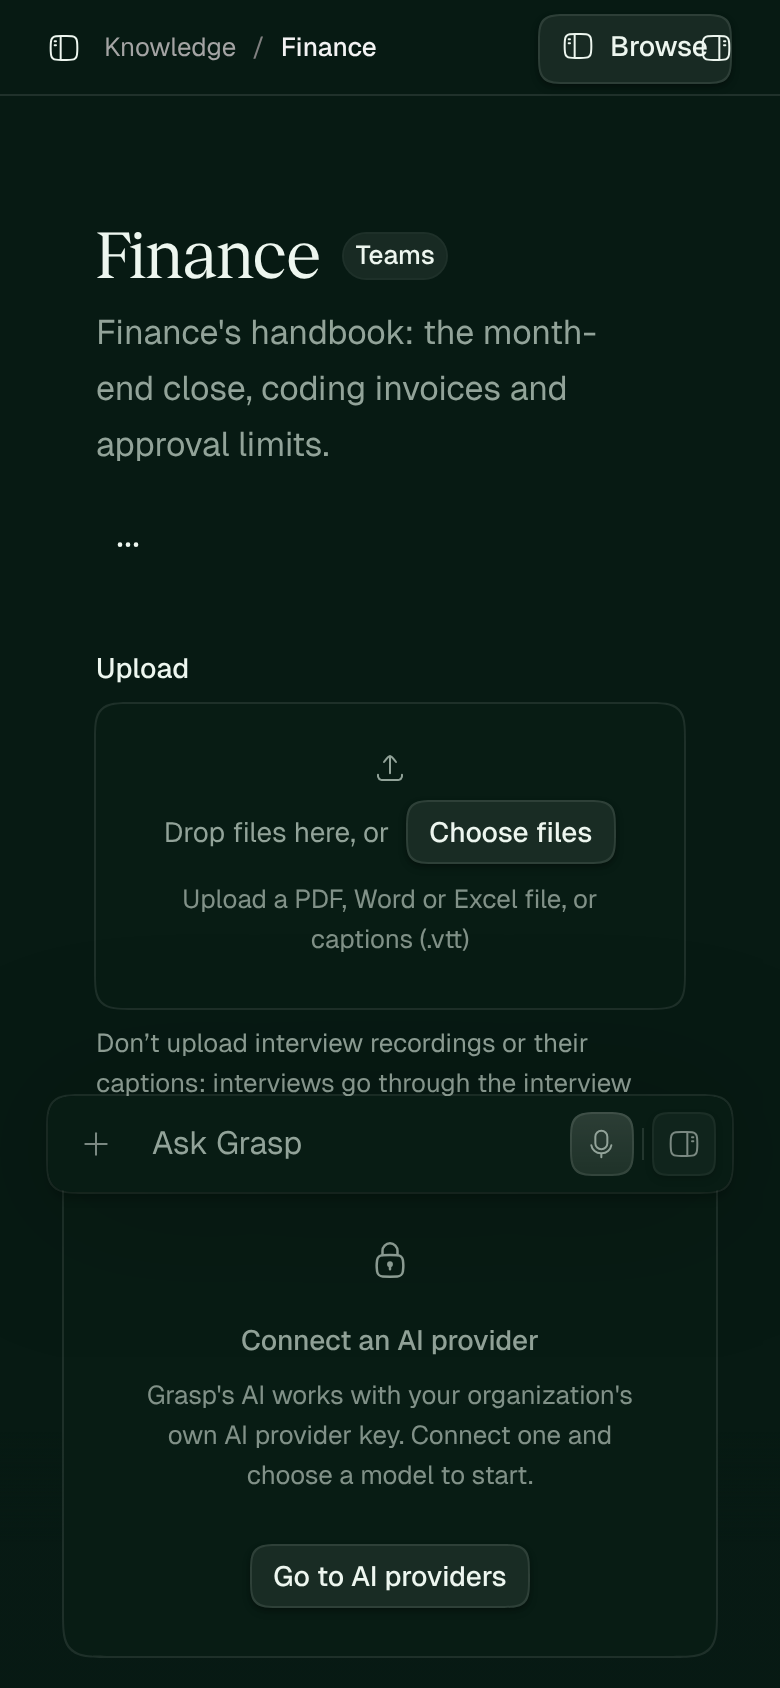 Knowledge / Finance
Browse
Finance
Teams
Finance's handbook: the month-
end close, coding invoices and
approval limits.
...
Upload
Drop files here, or
Choose files
Upload a PDF, Word or Excel file, or
captions (.vtt)
Don’t upload interview recordings or their
captions: interviews go through the interview
Ask Grasp
Connect an AI provider
Grasp's AI works with your organization's
own AI provider key. Connect one and
choose a model to start.
Go to AI providers